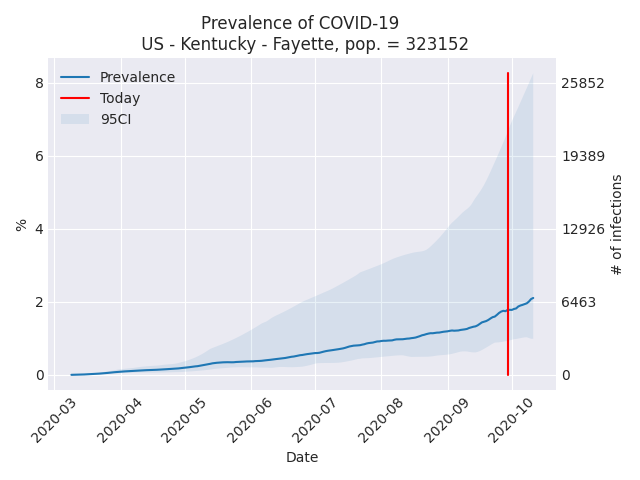 Prevalence of COVID-19
US - Kentucky - Fayette, pop. = 323152
Prevalence
Today
95CI
8
6
4
2
0
%
25852
19389
12926
6463
0
# of infections
2020-03
2020-04
2020-05
2020-06
2020-07
2020-08
2020-09
2020-10
Date